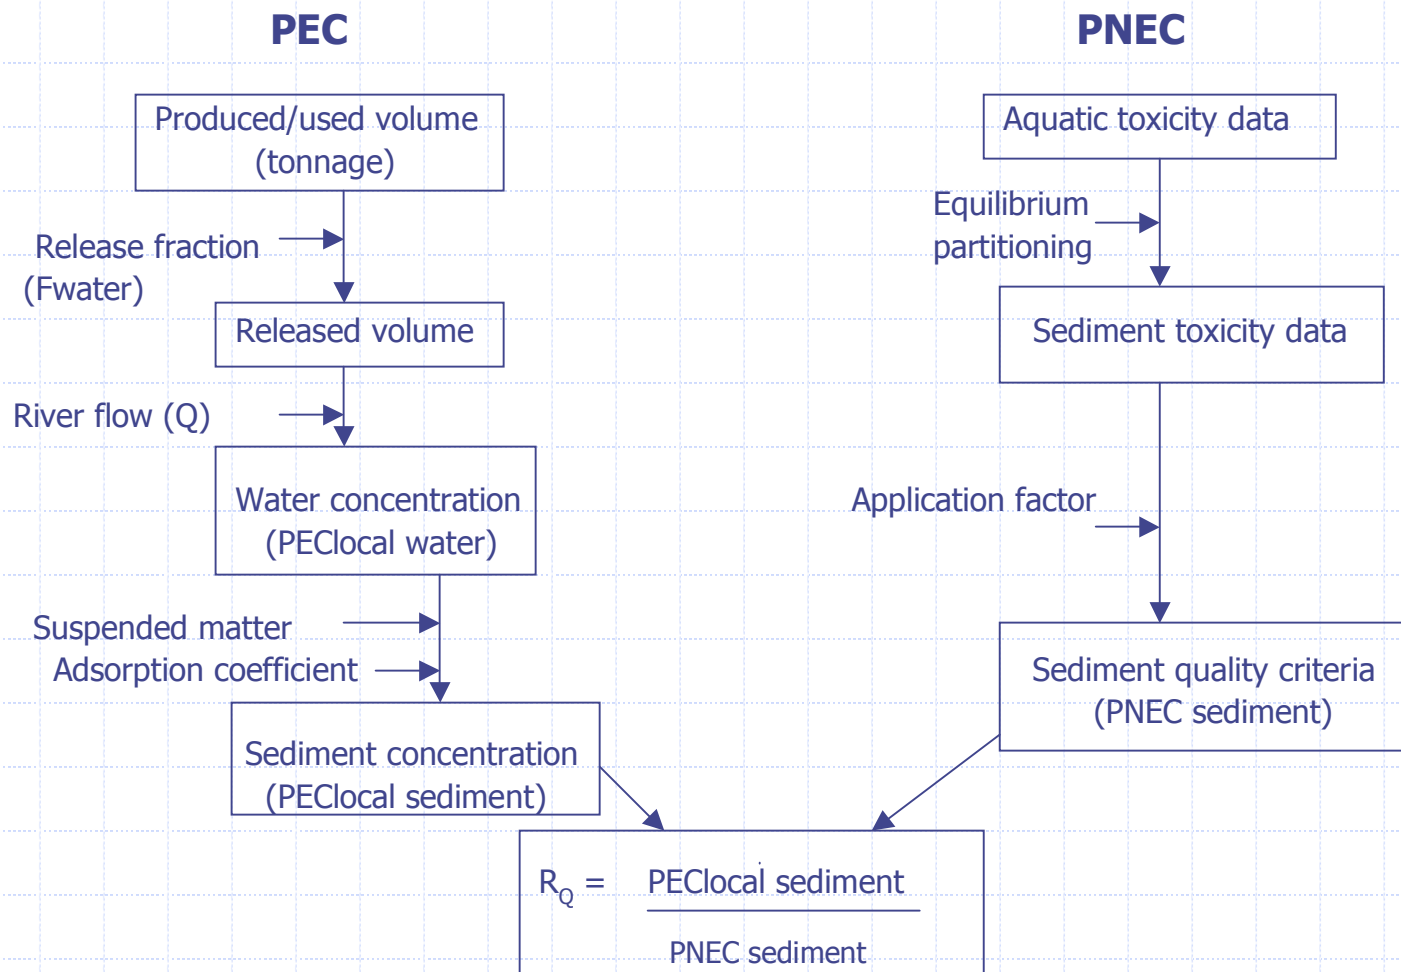 PEC
Produced/used volume
(tonnage)
Release fraction
(Fwater)
Released volume
River flow (Q)
Water concentration
(PEClocal water)
Suspended matter
Adsorption coefficient
Sediment concentration
(PEClocal sediment)
PNEC
Aquatic toxicity data
Equilibrium
partitioning
Sediment toxicity data
Application factor
Sediment quality criteria
(PNEC sediment)
RQ = PEClocal sediment
PNEC sediment